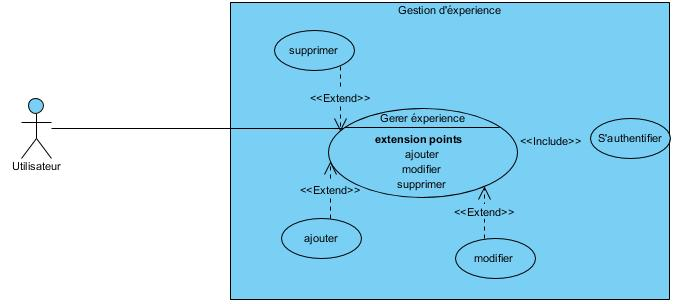 Gestion d'éxperience
supprimer
<<Extend>>
Gerer éxperience
extension points
ajouter
modifier
supprimer
<<Include>>
S'authentifier
Utilisateur
<<Extend>>
<<Extend>>
ajouter
modifier